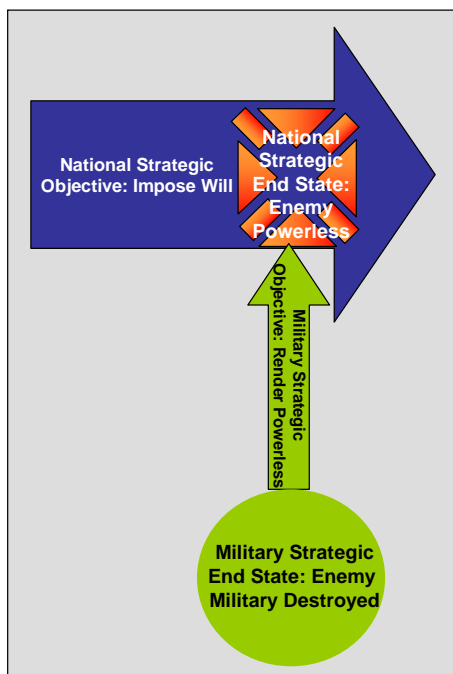 National Strategic
Objective: Impose Will
National
Strategic
End State:
Enemy
Powerless
Military Strategic
Objective: Render Powerless
Military Strategic
End State: Enemy
Military Destroyed